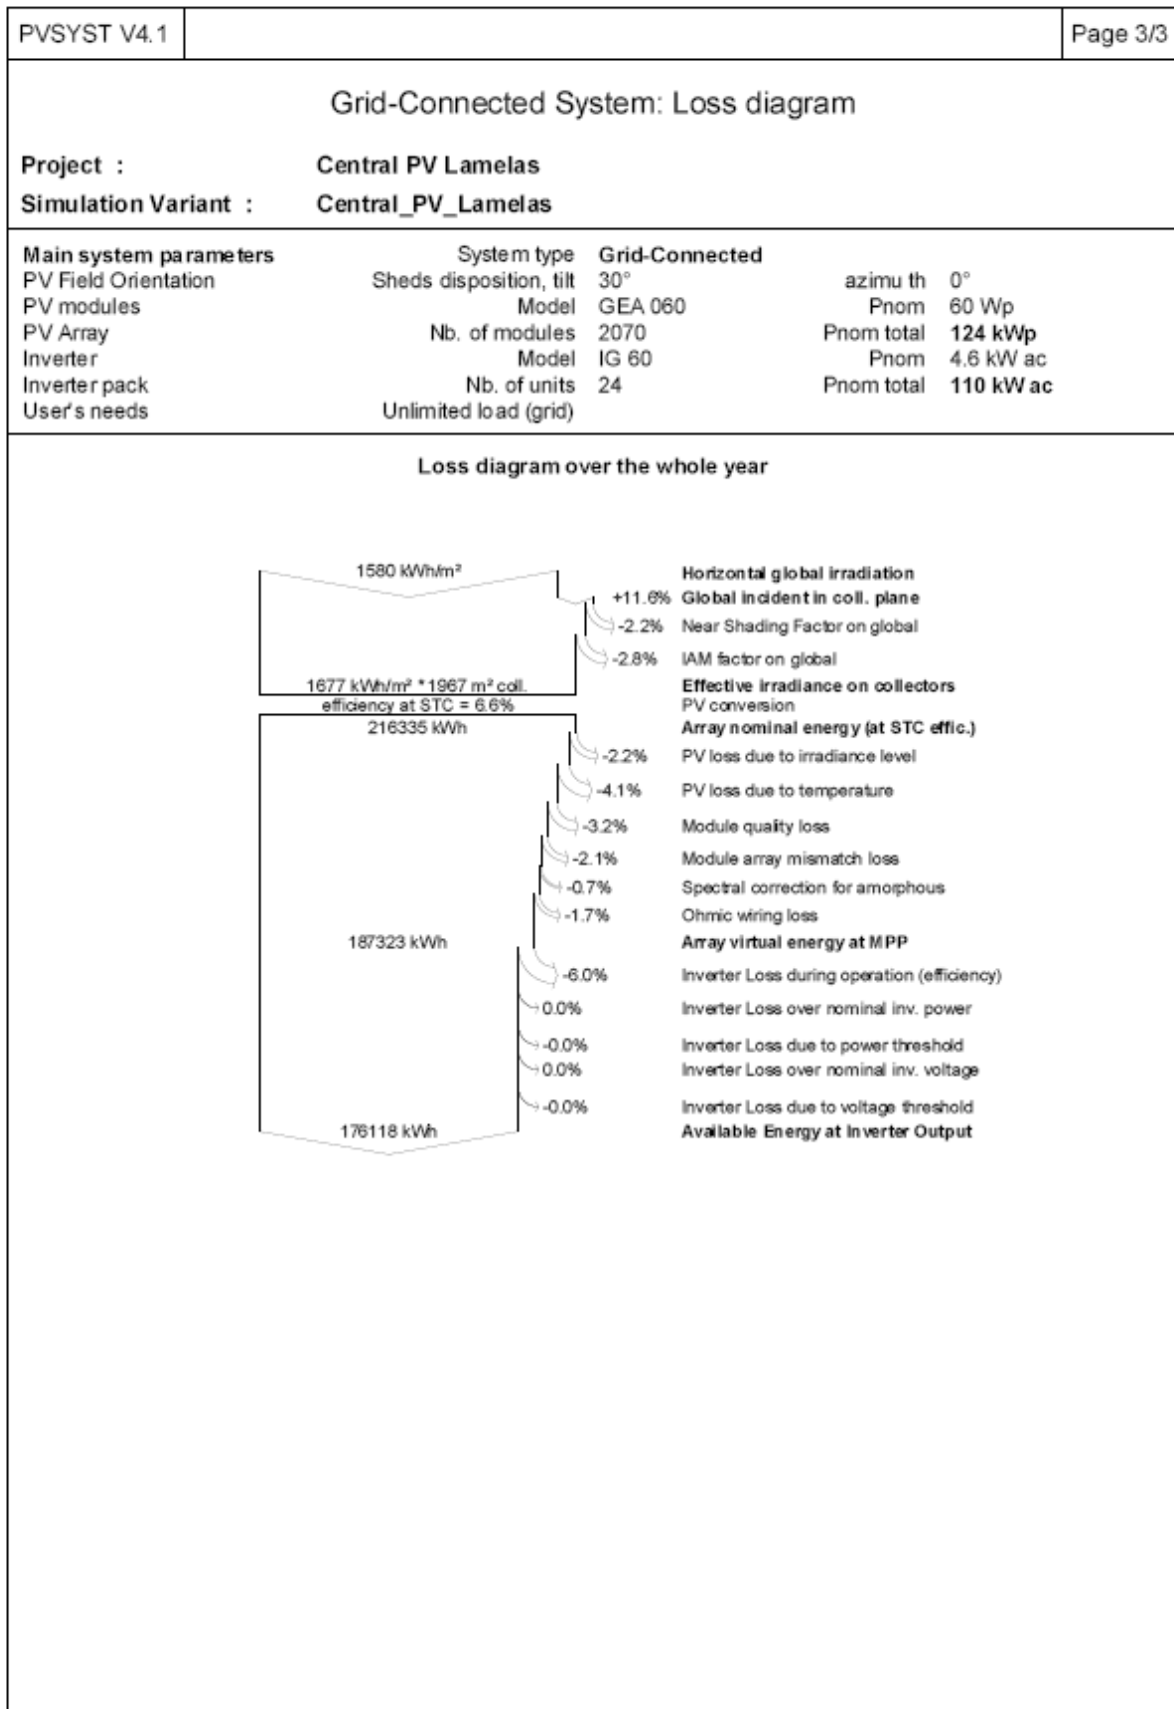 PVSYST V4.1 Page 3/3
Grid-Connected System: Loss diagram
Project : Central PV Lamelas
Simulation Variant : Central_PV_Lamelas
Main system parameters System type Grid-Connected
PV Field Orientation Sheds disposition, tilt 30° azimu th 0°
PV modules Model GEA 060 Pnom 60 Wp
PV Array Nb. of modules 2070 Pnom total 124 kWp
Inverter Model IG 60 Pnom 4.6 kW ac
Inverter pack Nb. of units 24 Pnom total 110 kW ac
User's needs Unlimited load (grid)
Loss diagram over the whole year
1580 kWh/m² Horizontal global irradiation
+11.6% Global incident in coll. plane
-2.2% Near Shading Factor on global
-2.8% IAM factor on global
1677 kWh/m² * 1967 m² coll. Effective irradiance on collectors
efficiency at STC = 6.6% PV conversion
216335 kWh Array nominal energy (at STC effic.)
-2.2% PV loss due to irradiance level
-4.1% PV loss due to temperature
-3.2% Module quality loss
-2.1% Module array mismatch loss
-0.7% Spectral correction for amorphous
-1.7% Ohmic wiring loss
187323 kWh Array virtual energy at MPP
-6.0% Inverter Loss during operation (efficiency)
0.0% Inverter Loss over nominal inv. power
-0.0% Inverter Loss due to power threshold
0.0% Inverter Loss over nominal inv. voltage
-0.0% Inverter Loss due to voltage threshold
176118 kWh Available Energy at Inverter Output